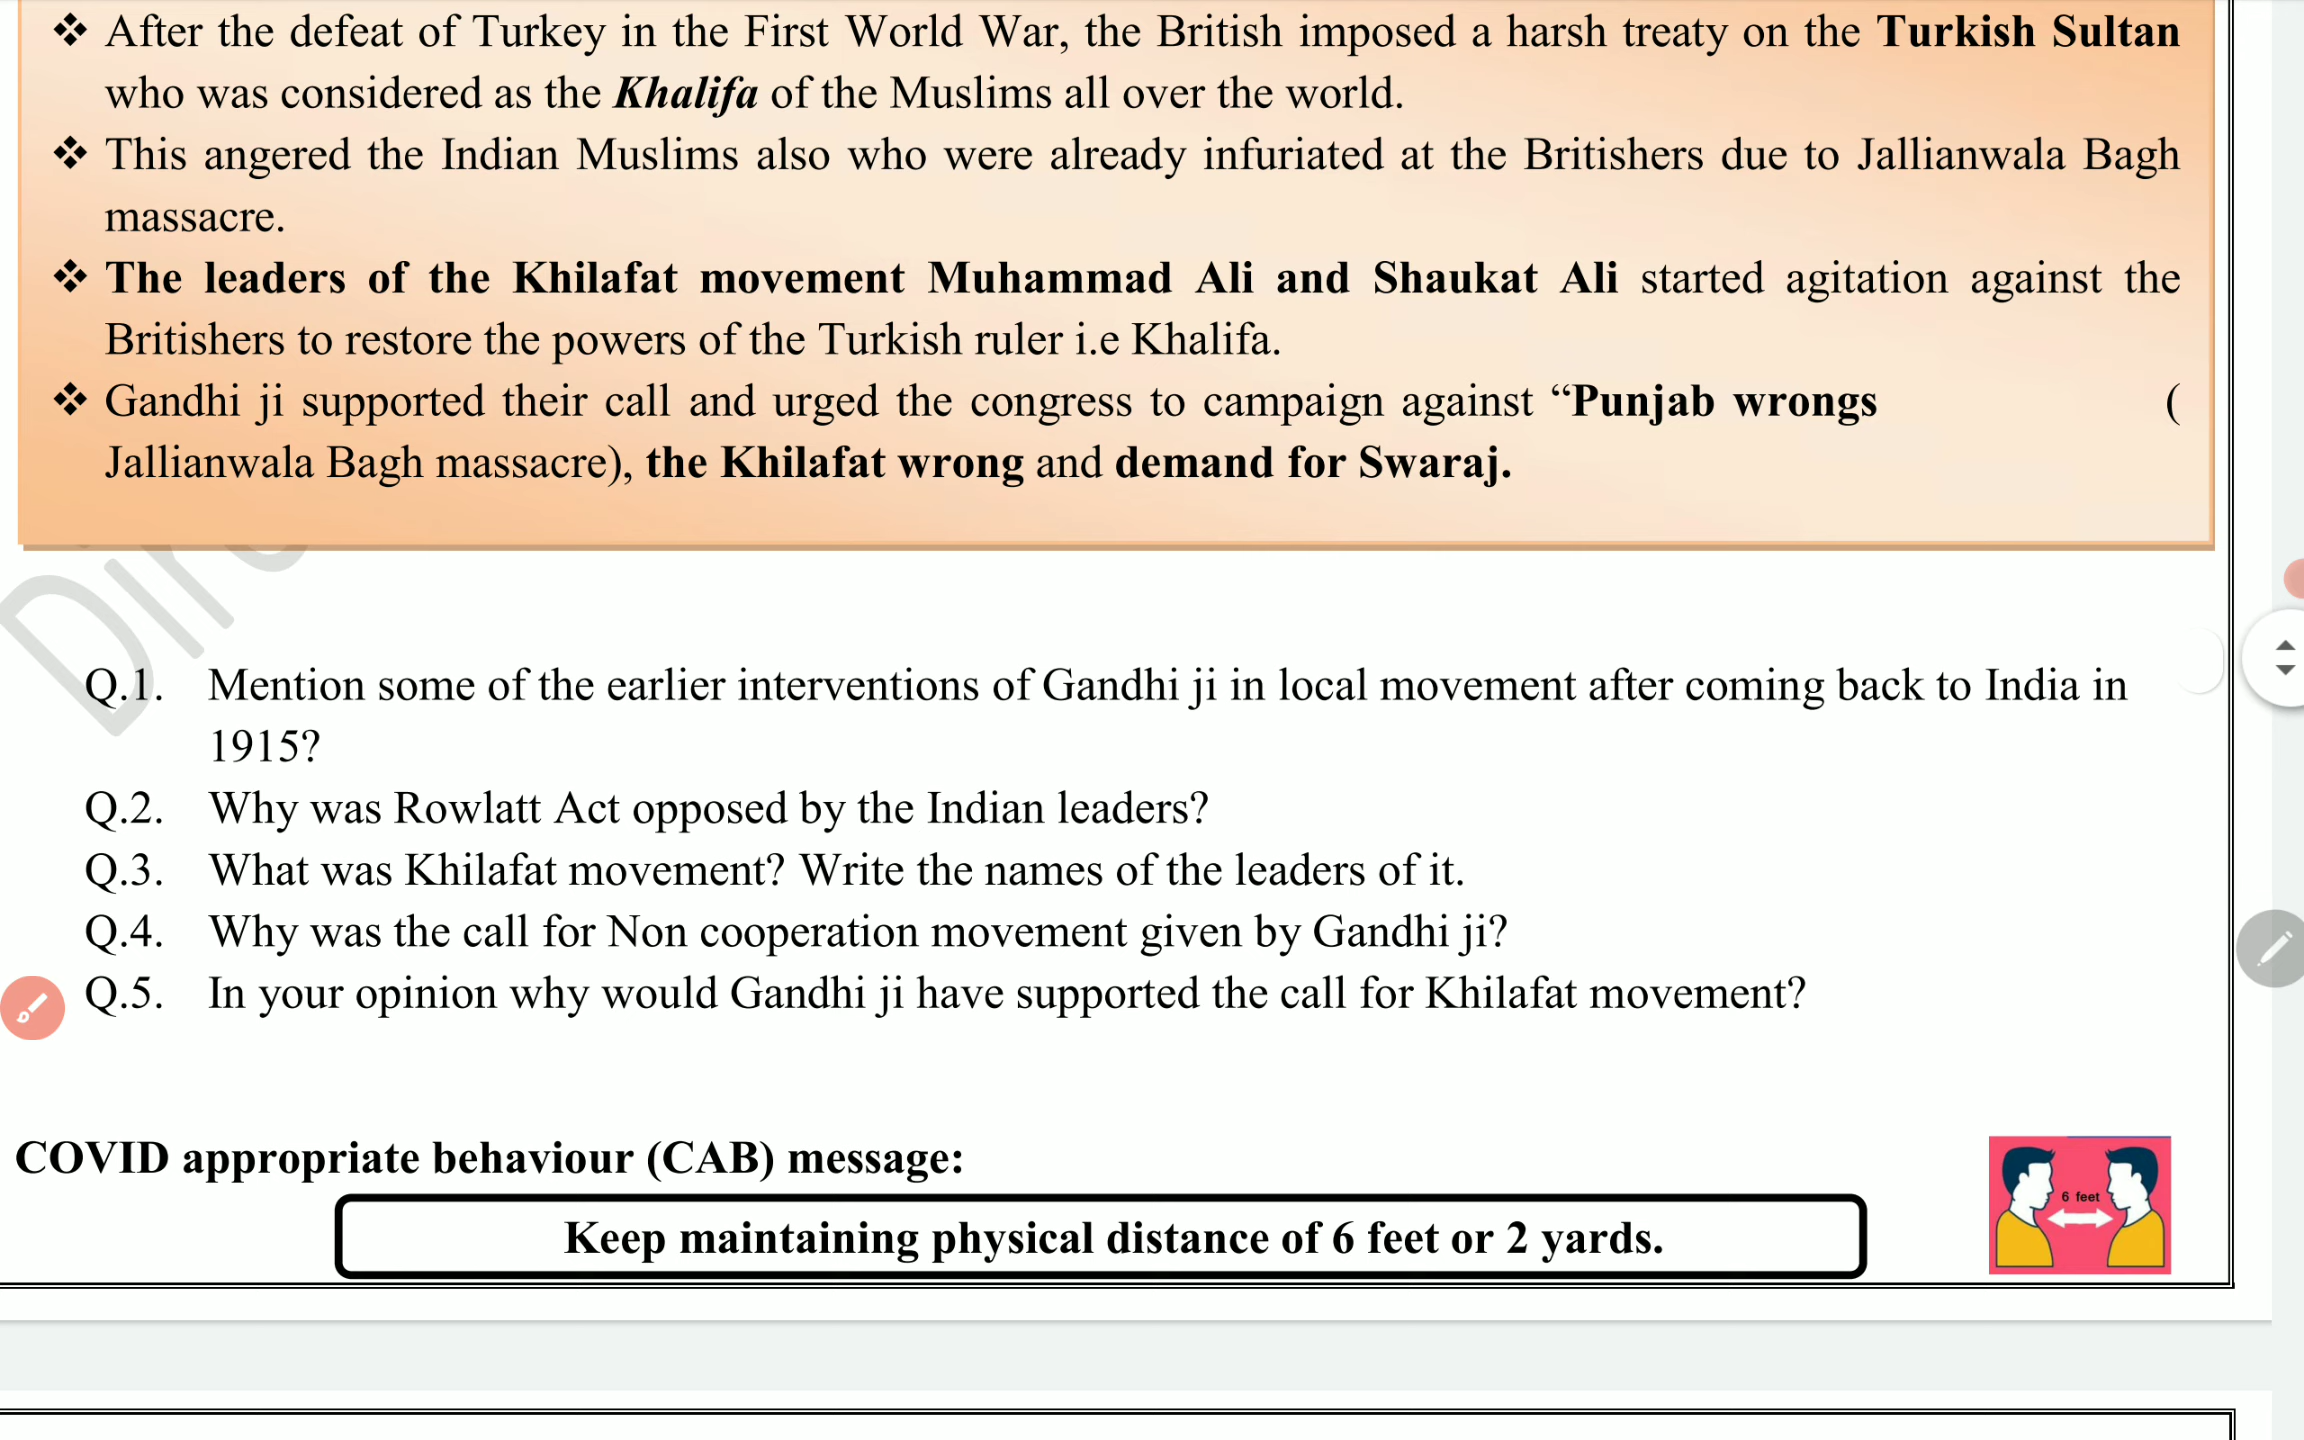 ❖ After the defeat of Turkey in the First World War, the British imposed a harsh treaty on the Turkish Sultan
who was considered as the Khalifa of the Muslims all over the world.
❖ This angered the Indian Muslims also who were already infuriated at the Britishers due to Jallianwala Bagh
massacre.
❖ The leaders of the Khilafat movement Muhammad Ali and Shaukat Ali started agitation against the
Britishers to restore the powers of the Turkish ruler i.e Khalifa.
❖ Gandhi ji supported their call and urged the congress to campaign against “Punjab wrongs (
Jallianwala Bagh massacre), the Khilafat wrong and demand for Swaraj.
Q.1. Mention some of the earlier interventions of Gandhi ji in local movement after coming back to India in
1915?
Q.2. Why was Rowlatt Act opposed by the Indian leaders?
Q.3. What was Khilafat movement? Write the names of the leaders of it.
Q.4. Why was the call for Non cooperation movement given by Gandhi ji?
Q.5. In your opinion why would Gandhi ji have supported the call for Khilafat movement?
COVID appropriate behaviour (CAB) message:
6 feet
Keep maintaining physical distance of 6 feet or 2 yards.